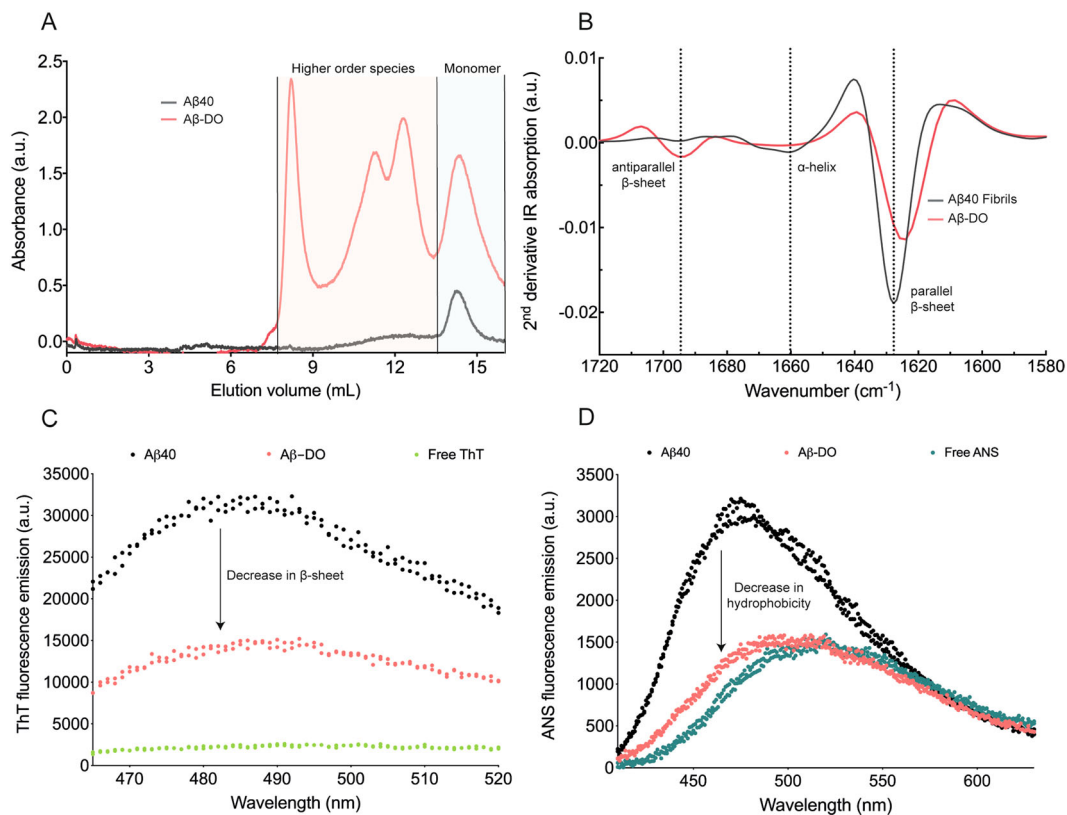 A
Higher order species
Monomer
Aβ40
Aβ-DO
Absorbance (a.u.)
2.5
2.0
1.5
1.0
0.5
0.0
0
3
6
9
12
15
Elution volume (mL)
B
2nd derivative IR absorption (a.u.)
0.01
0.00
-0.01
-0.02
antiparallel
β-sheet
α-helix
Aβ40 Fibrils
Aβ-DO
parallel
β-sheet
1720
1700
1680
1660
1640
1620
1600
1580
Wavenumber (cm-1)
C
Aβ40
Aβ-DO
Free ThT
ThT fluorescence emission (a.u.)
35000
30000
25000
20000
15000
10000
5000
0
Decrease in β-sheet
470
480
490
500
510
520
Wavelength (nm)
D
Aβ40
Aβ-DO
Free ANS
ANS fluorescence emission (a.u.)
3500
3000
2500
2000
1500
1000
500
0
Decrease in
hydrophobicity
450
500
550
600
Wavelength (nm)